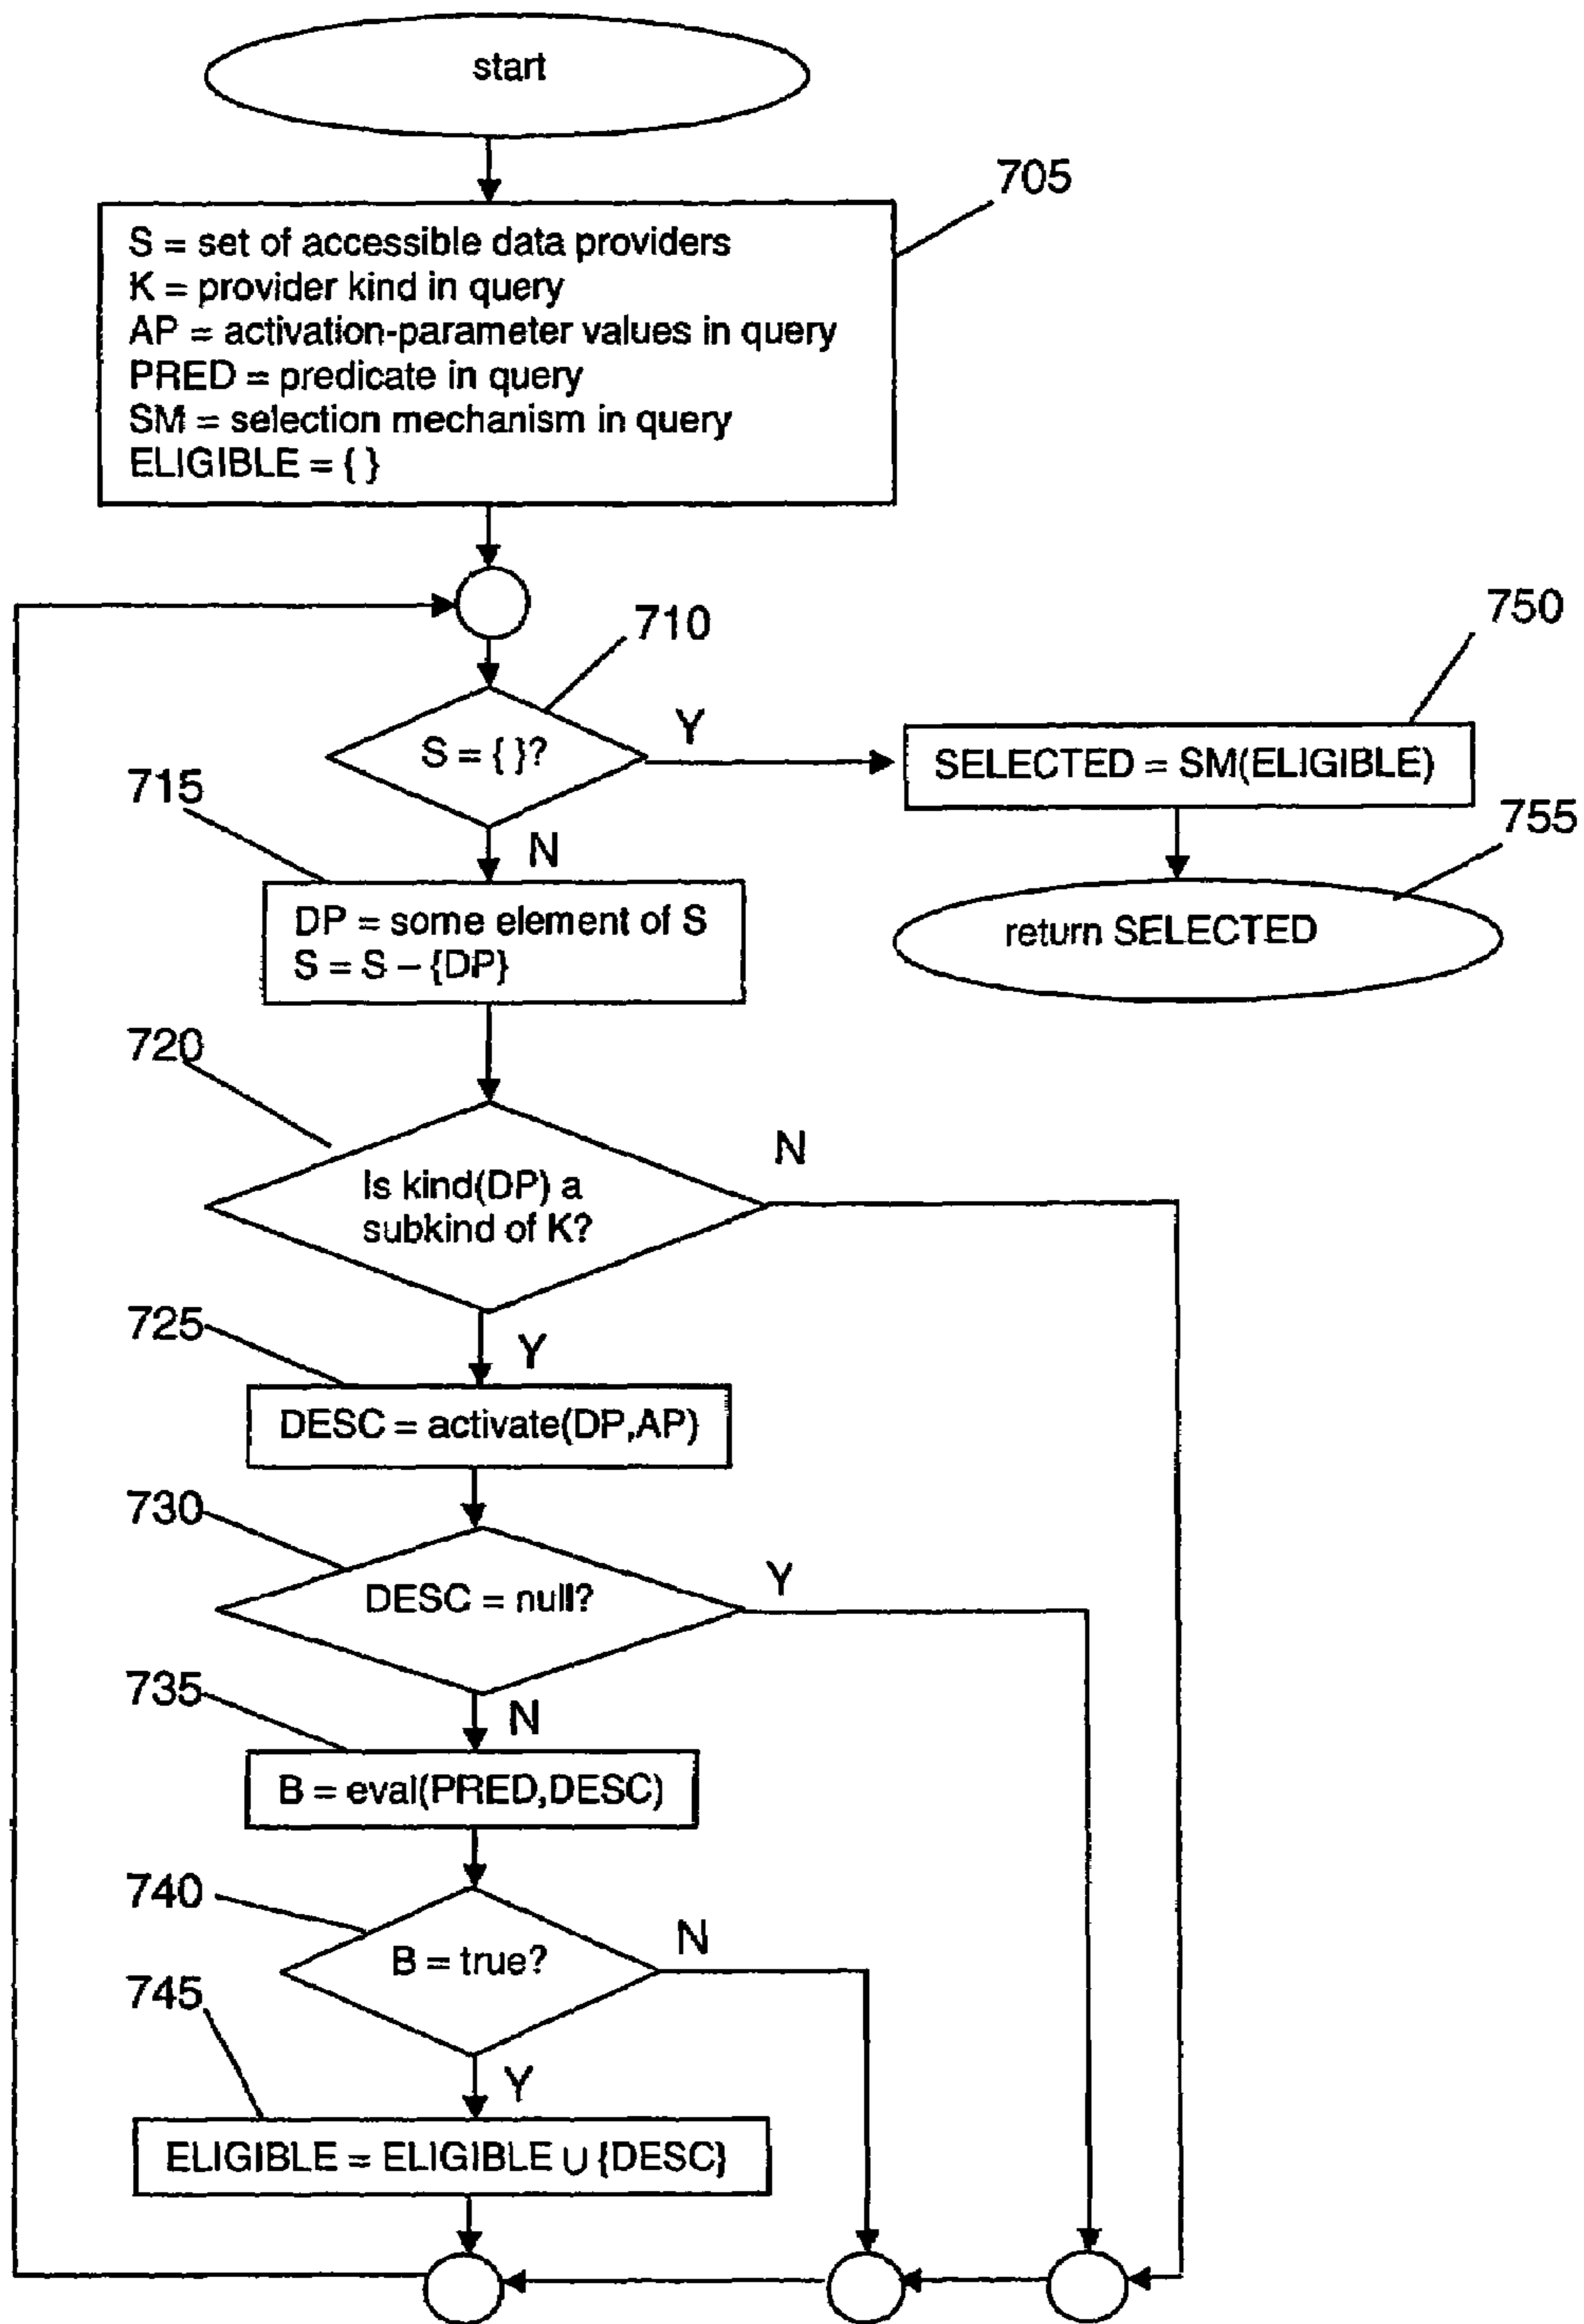 start
705
S = set of accessible data providers
K = provider kind in query
AP = activation-parameter values in query
PRED = predicate in query
SM = selection mechanism in query
ELIGIBLE = { }
710
750
S = { }?
Y
SELECTED = SM(ELIGIBLE)
715
N
755
DP = some element of S
S = S – {DP}
return SELECTED
720
N
Is kind(DP) a
subkind of K?
725
Y
DESC = activate(DP,AP)
730
DESC = null?
Y
735
N
B = eval(PRED,DESC)
740
N
B = true?
745
Y
ELIGIBLE = ELIGIBLE ∪ {DESC}